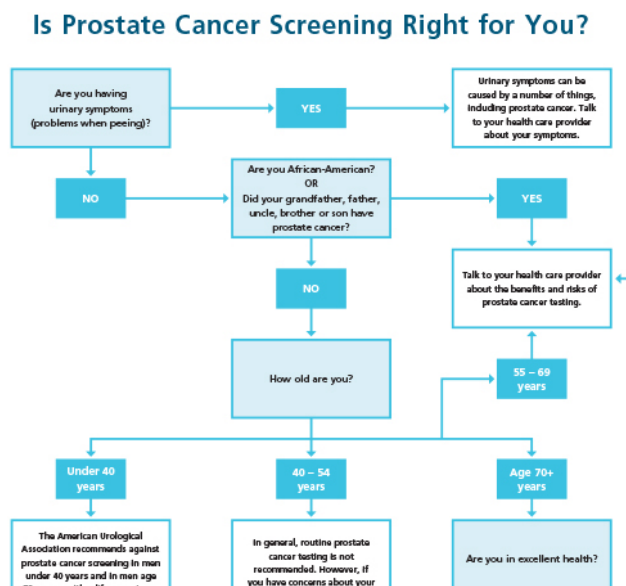 Is Prostate Cancer Screening Right for You?
Are you having
urinary symptoms
(problems when peeing)?
YES
Urinary symptoms can be
caused by a number of things,
including prostate cancer. Talk
to your health care provider
about your symptoms.
NO
Are you African-American?
OR
Did your grandfather, father,
uncle, brother or son have
prostate cancer?
YES
NO
Talk to your health care provider
about the benefits and risks of
prostate cancer testing.
How old are you?
55 – 69
years
Under 40
years
40 – 54
years
Age 70+
years
The American Urological
Association recommends against
prostate cancer screening in men
under 40 years and in men age
In general, routine prostate
cancer testing is not
recommended. However, if
you have concerns about your
Are you in excellent health?